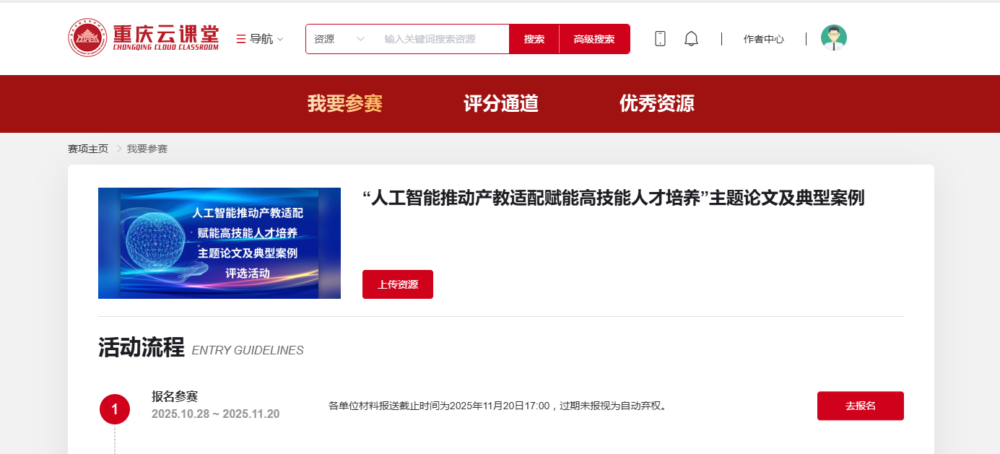 重庆云课堂
CHONGQING CLOUD CLASSROOM
导航
资源
输入关键词搜索资源
搜索
高级搜索
作者中心
我要参赛
评分通道
优秀资源
赛项主页
我要参赛
人工智能推动产教适配
赋能高技能人才培养
主题论文及典型案例
评选活动
“人工智能推动产教适配赋能高技能人才培养”主题论文及典型案例
上传资源
活动流程 ENTRY GUIDELINES
1
报名参赛
2025.10.28 ~ 2025.11.20
各单位材料报送截止时间为2025年11月20日17:00，过期未报视为自动弃权。
去报名